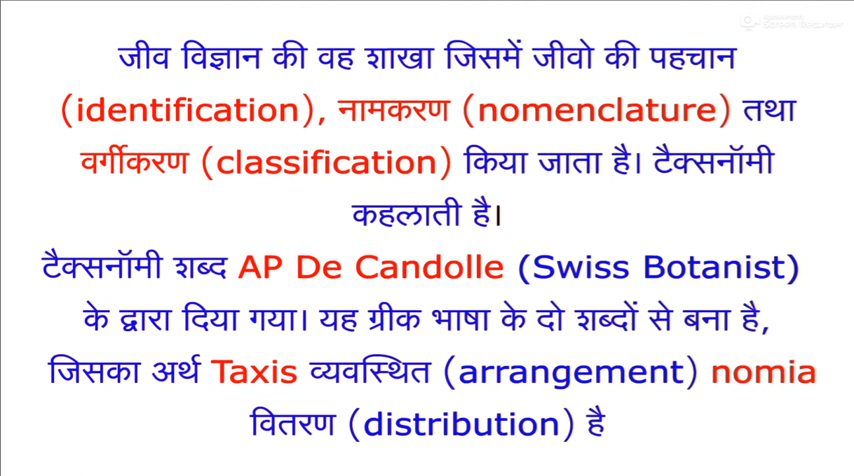 जीव विज्ञान की वह शाखा जिसमें जीवो की पहचान
(identification), नामकरण (nomenclature) तथा
वर्गीकरण (classification) किया जाता है। टैक्सनॉमी
कहलाती है।
टैक्सनॉमी शब्द AP De Candolle (Swiss Botanist)
के द्वारा दिया गया। यह ग्रीक भाषा के दो शब्दों से बना है,
जिसका अर्थ Taxis व्यवस्थित (arrangement) nomia
वितरण (distribution) है